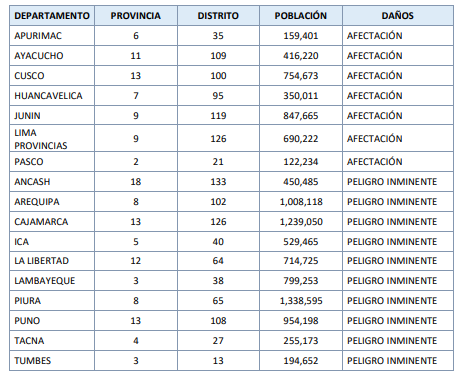 DEPARTAMENTO PROVINCIA DISTRITO POBLACIÓN DAÑOS
APURIMAC 6 35 159,401 AFECTACIÓN
AYACUCHO 11 109 416,220 AFECTACIÓN
CUSCO 13 100 754,673 AFECTACIÓN
HUANCAVELICA 7 95 350,011 AFECTACIÓN
JUNIN 9 119 847,665 AFECTACIÓN
LIMA
PROVINCIAS 9 126 690,222 AFECTACIÓN
PASCO 2 21 122,234 AFECTACIÓN
ANCASH 18 133 450,485 PELIGRO INMINENTE
AREQUIPA 8 102 1,008,118 PELIGRO INMINENTE
CAJAMARCA 13 126 1,239,050 PELIGRO INMINENTE
ICA 5 40 529,465 PELIGRO INMINENTE
LA LIBERTAD 12 64 714,725 PELIGRO INMINENTE
LAMBAYEQUE 3 38 799,253 PELIGRO INMINENTE
PIURA 8 65 1,338,595 PELIGRO INMINENTE
PUNO 13 108 954,198 PELIGRO INMINENTE
TACNA 4 27 255,173 PELIGRO INMINENTE
TUMBES 3 13 194,652 PELIGRO INMINENTE